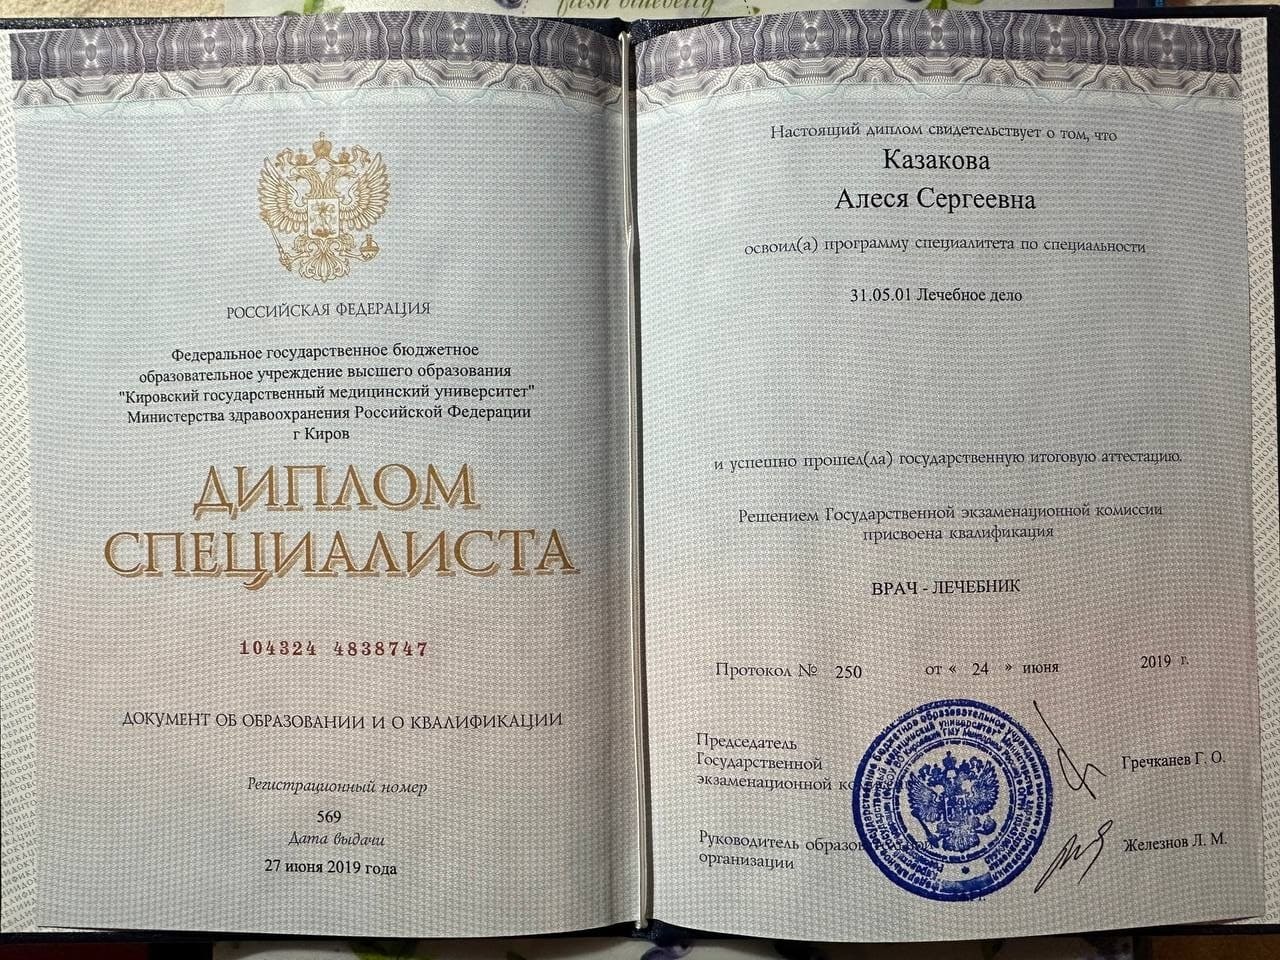 fresh blueberry
РОССИЙСКАЯ ФЕДЕРАЦИЯ
Федеральное государственное бюджетное
образовательное учреждение высшего образования
"Кировский государственный медицинский университет"
Министерства здравоохранения Российской Федерации
г Киров
ДИПЛОМ
СПЕЦИАЛИСТА
104324 4838747
ДОКУМЕНТ ОБ ОБРАЗОВАНИИ И О КВАЛИФИКАЦИИ
Регистрационный номер
569
Дата выдачи
27 июня 2019 года
Настоящий диплом свидетельствует о том, что
Казакова
Алеся Сергеевна
освоил(а) программу специалитета по специальности
31.05.01 Лечебное дело
и успешно прошел(ла) государственную итоговую аттестацию.
Решением Государственной экзаменационной комиссии
присвоена квалификация
ВРАЧ - ЛЕЧЕБНИК
Протокол № 250 от « 24 » июня 2019 г.
Председатель
Государственной
экзаменационной
Гречканев Г. О.
Руководитель
организации
Железнов Л. М.